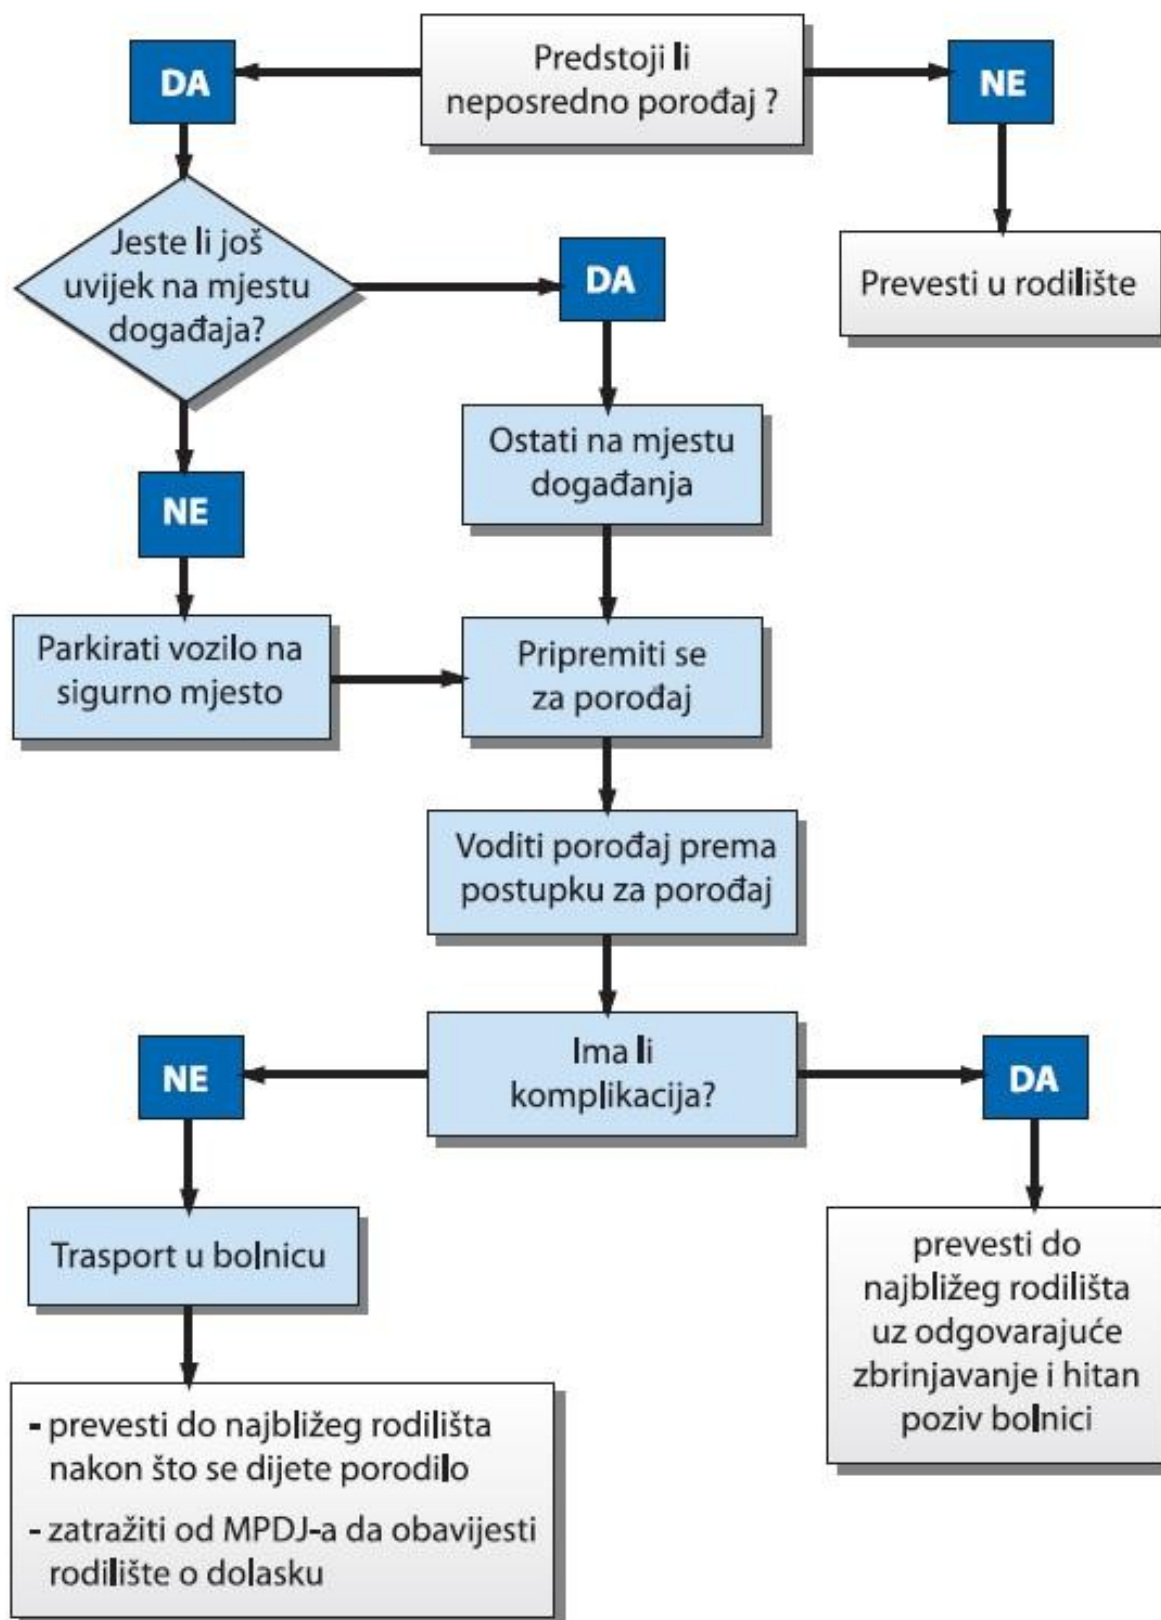 Predstoji li
neposredno porođaj ?
DA
NE
Jeste li još
uvijek na mjestu
događaja?
DA
Prevesti u rodilište
Ostati na mjestu
događanja
NE
Parkirati vozilo na
sigurno mjesto
Pripremiti se
za porođaj
Voditi porođaj prema
postupku za porođaj
Ima li
komplikacija?
NE
DA
Trasport u bolnicu
prevesti do
najbližeg rodilišta
uz odgovarajuće
zbrinjavanje i hitan
poziv bolnici
- prevesti do najbližeg rodilišta
nakon što se dijete porodilo
- zatražiti od MPDJ-a da obavijesti
rodilište o dolasku